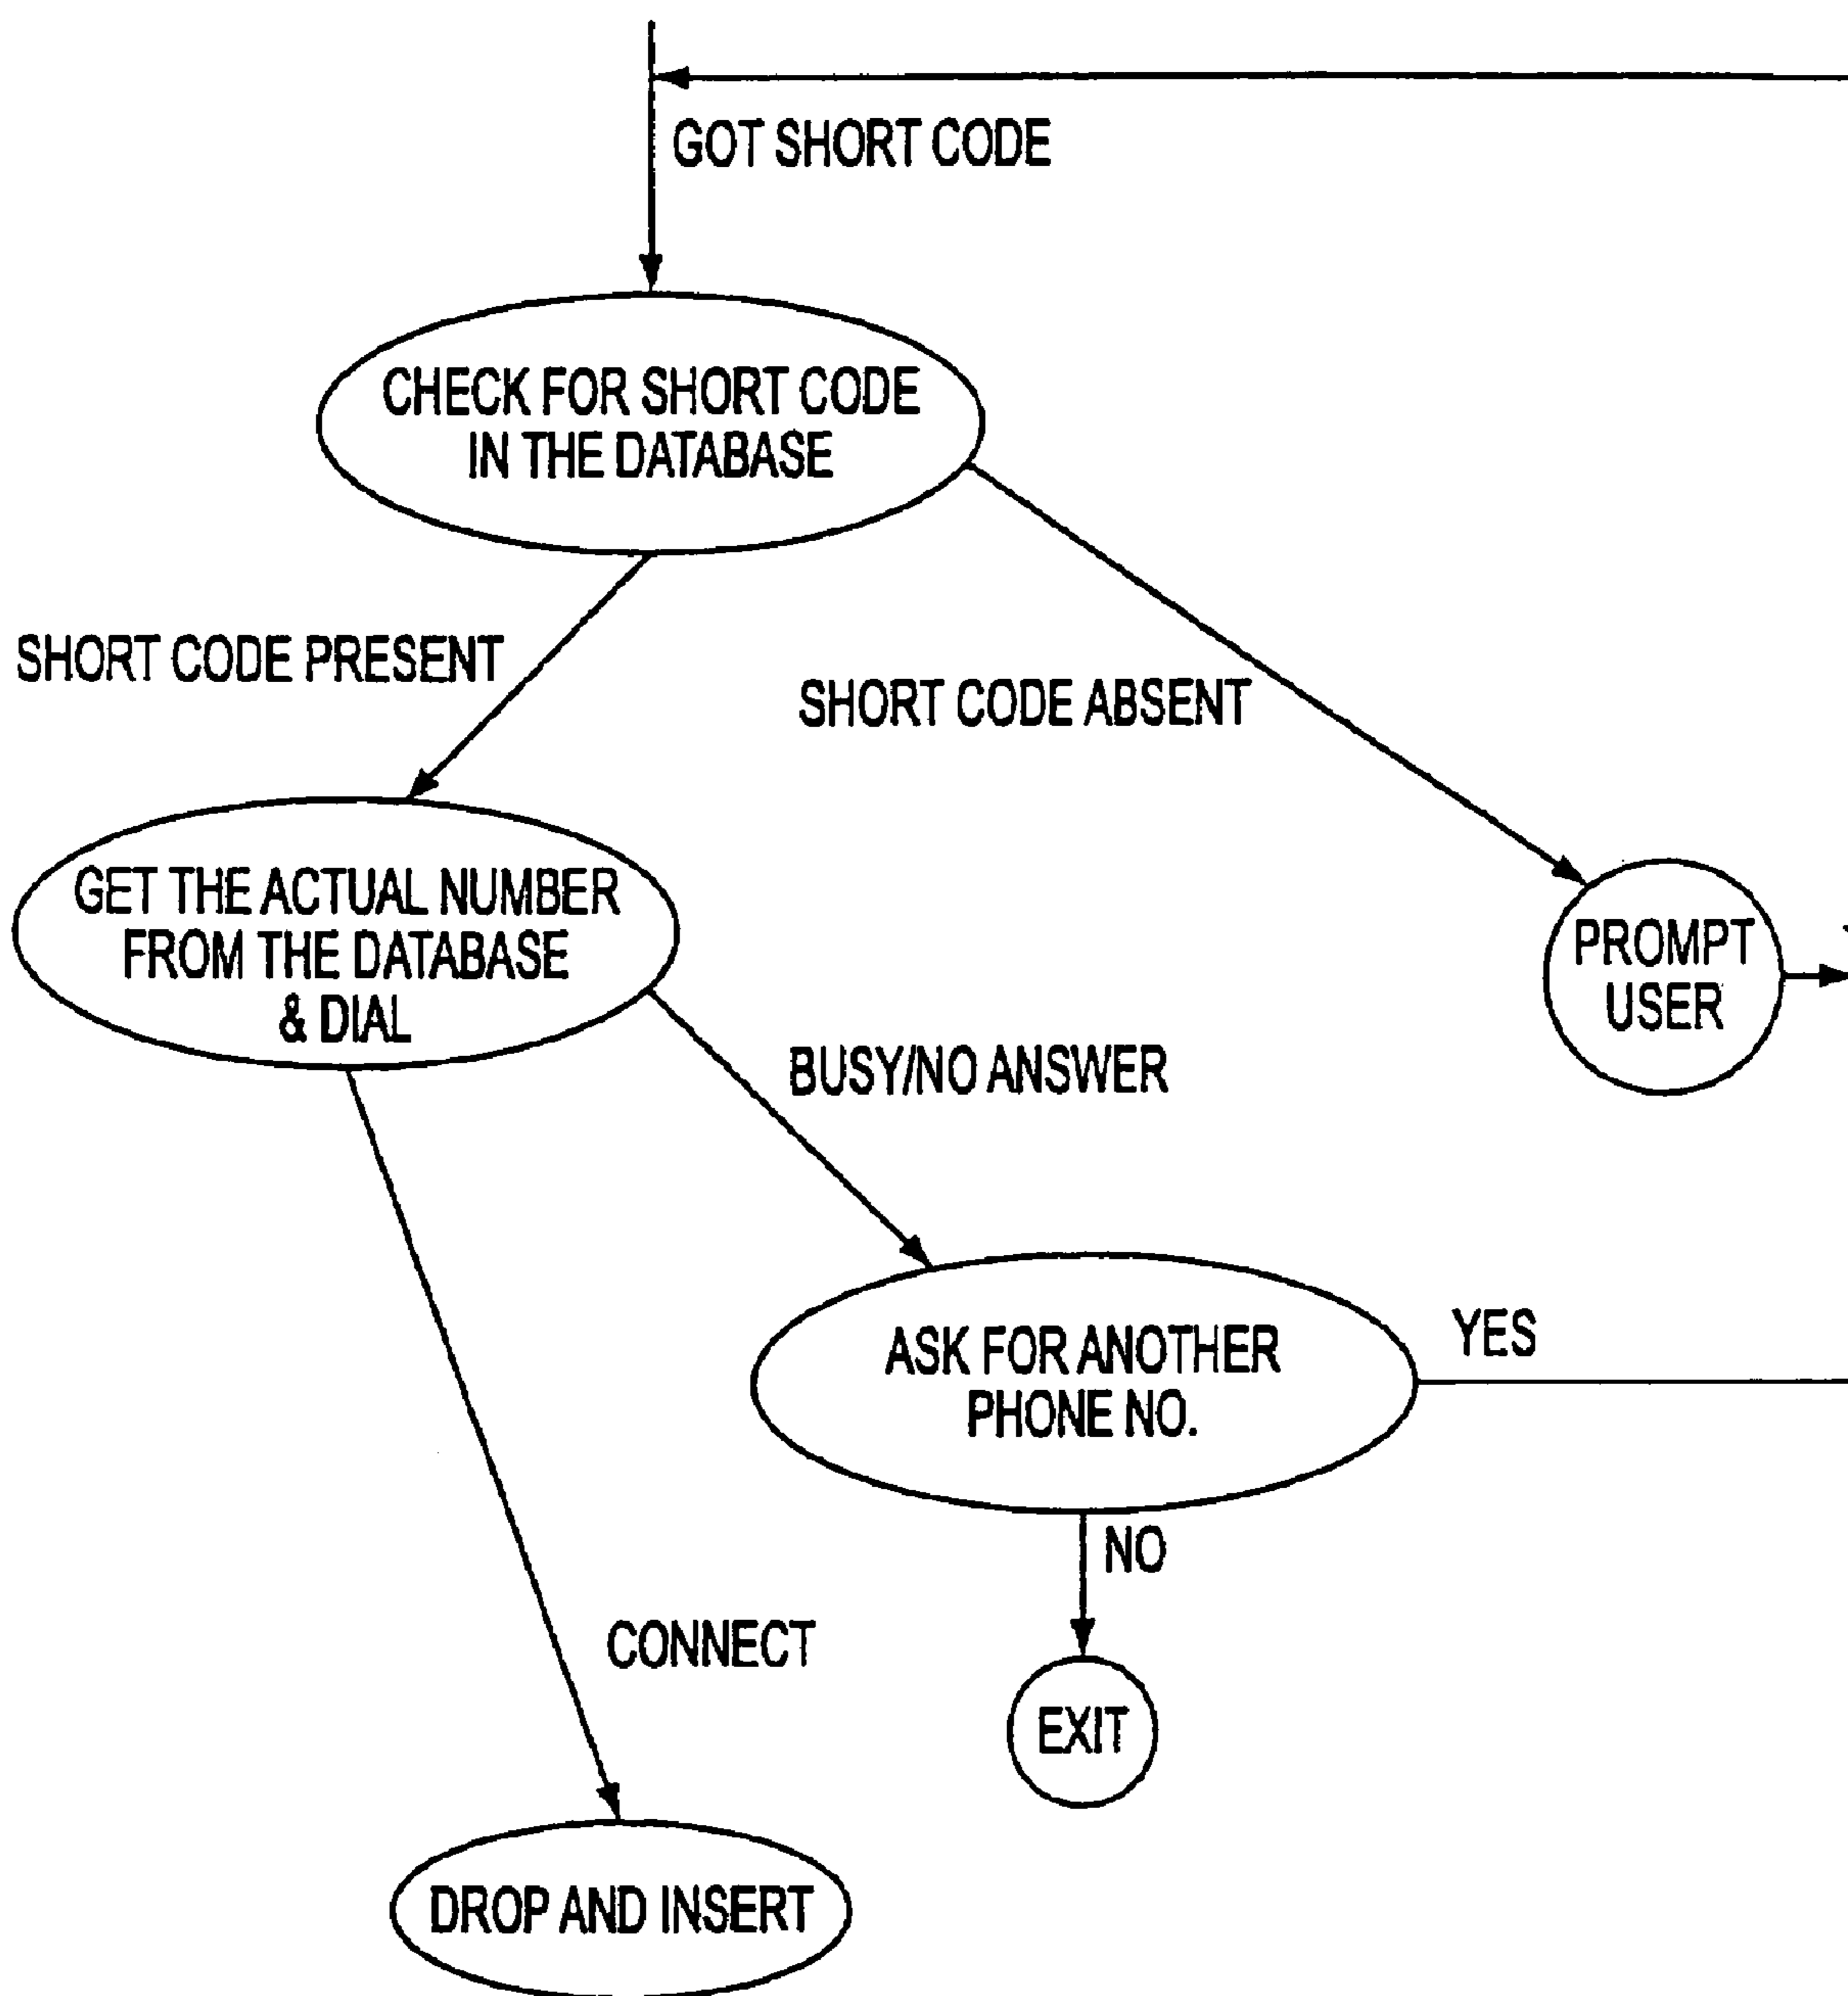 GOT SHORT CODE
CHECK FOR SHORT CODE
IN THE DATABASE
SHORT CODE PRESENT
SHORT CODE ABSENT
GET THE ACTUAL NUMBER
FROM THE DATABASE
& DIAL
PROMPT
USER
BUSY/NO ANSWER
ASK FOR ANOTHER
PHONE NO.
YES
NO
CONNECT
EXIT
DROP AND INSERT